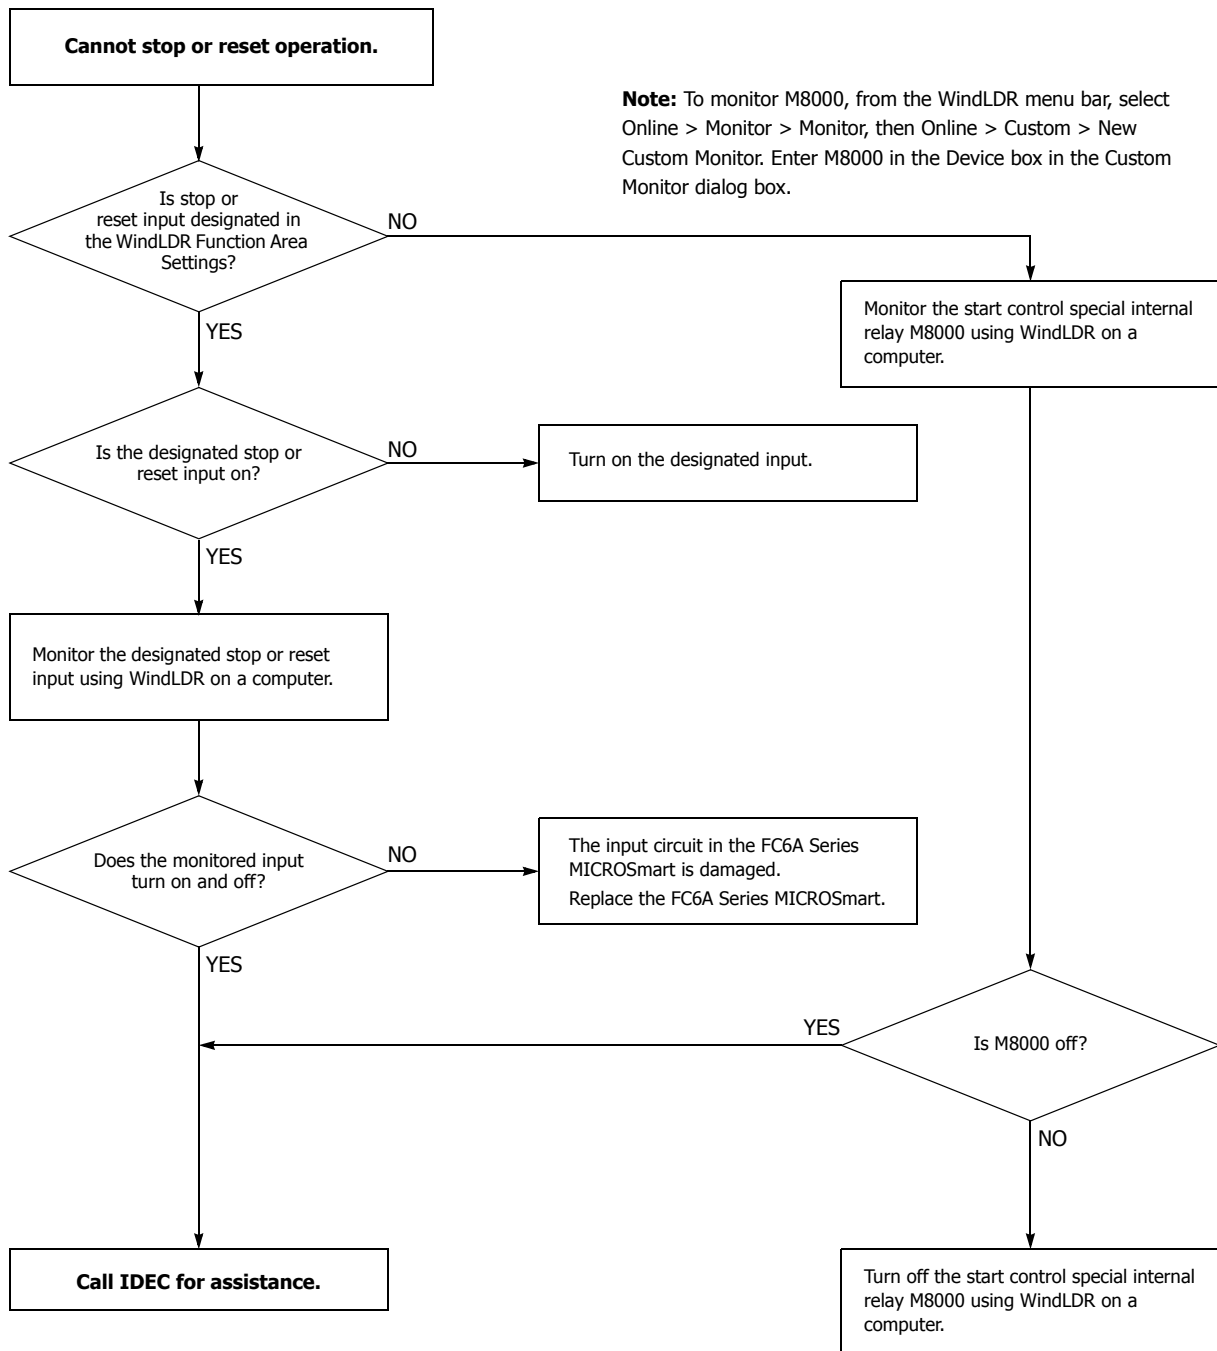 Cannot stop or reset operation.
Note: To monitor M8000, from the WindLDR menu bar, select
Online > Monitor > Monitor, then Online > Custom > New
Custom Monitor. Enter M8000 in the Device box in the Custom
Monitor dialog box.
Is stop or
reset input designated in
the WindLDR Function Area
Settings?
NO
YES
Monitor the start control special internal
relay M8000 using WindLDR on a
computer.
Is the designated stop or
reset input on?
NO
Turn on the designated input.
YES
Monitor the designated stop or reset
input using WindLDR on a computer.
Does the monitored input
turn on and off?
NO
The input circuit in the FC6A Series
MICROSmart is damaged.
Replace the FC6A Series MICROSmart.
YES
YES
Is M8000 off?
NO
Call IDEC for assistance.
Turn off the start control special internal
relay M8000 using WindLDR on a
computer.